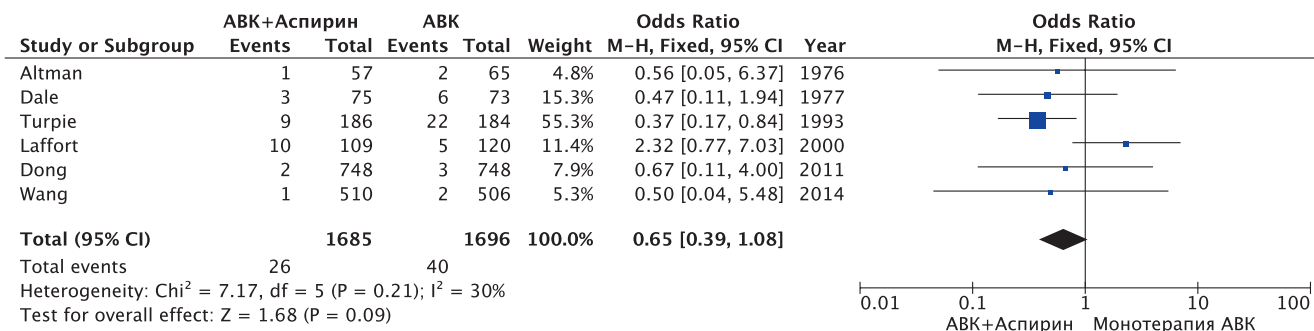 АВК+Аспирин АВК Odds Ratio Odds Ratio
Study or Subgroup Events Total Events Total Weight M-H, Fixed, 95% CI Year M-H, Fixed, 95% CI
Altman 1 57 2 65 4.8% 0.56 [0.05, 6.37] 1976
Dale 3 75 6 73 15.3% 0.47 [0.11, 1.94] 1977
Turpie 9 186 22 184 55.3% 0.37 [0.17, 0.84] 1993
Laffort 10 109 5 120 11.4% 2.32 [0.77, 7.03] 2000
Dong 2 748 3 748 7.9% 0.67 [0.11, 4.00] 2011
Wang 1 510 2 506 5.3% 0.50 [0.04, 5.48] 2014
Total (95% CI) 1685 1696 100.0% 0.65 [0.39, 1.08]
Total events 26 40
Heterogeneity: Chi² = 7.17, df = 5 (P = 0.21); I² = 30%
Test for overall effect: Z = 1.68 (P = 0.09)
0.01 0.1 1 10 100
АВК+Аспирин Монотерапия АВК